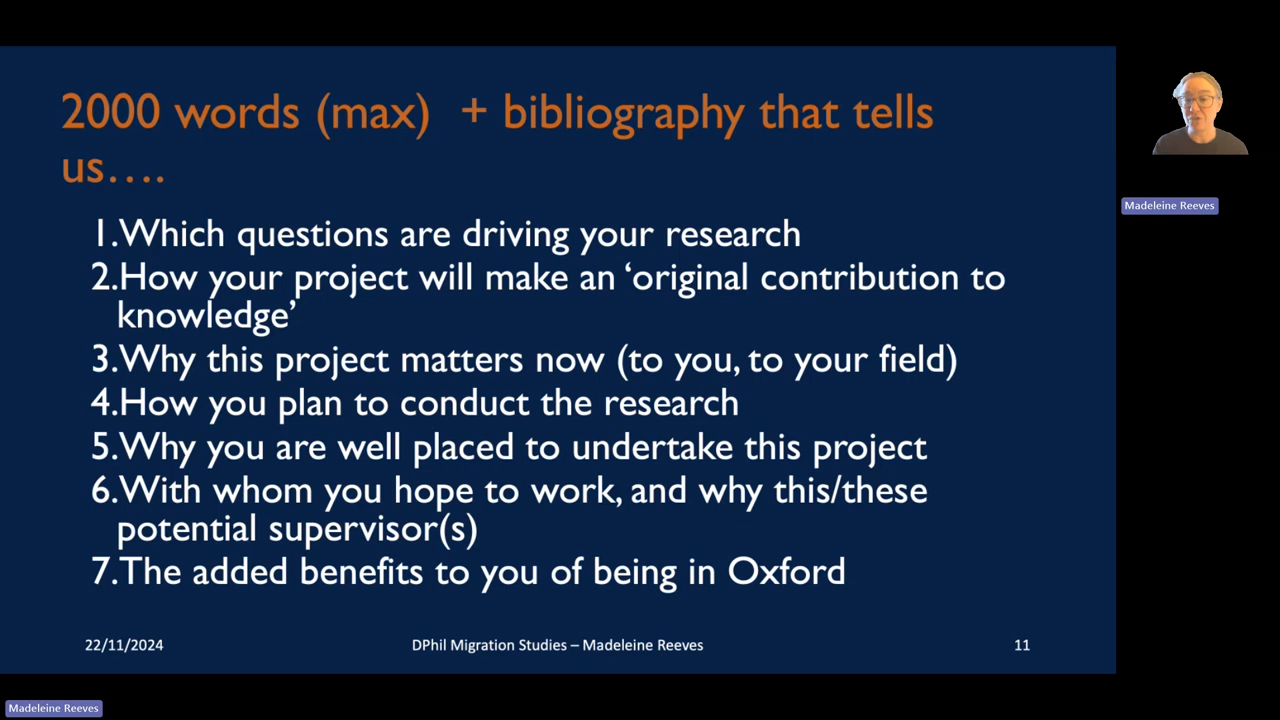 2000 words (max) + bibliography that tells
us….
1.Which questions are driving your research
2.How your project will make an ‘original contribution to
knowledge’
3.Why this project matters now (to you, to your field)
4.How you plan to conduct the research
5.Why you are well placed to undertake this project
6.With whom you hope to work, and why this/these
potential supervisor(s)
7.The added benefits to you of being in Oxford
22/11/2024
DPhil Migration Studies – Madeleine Reeves
11
Madeleine Reeves
Madeleine Reeves